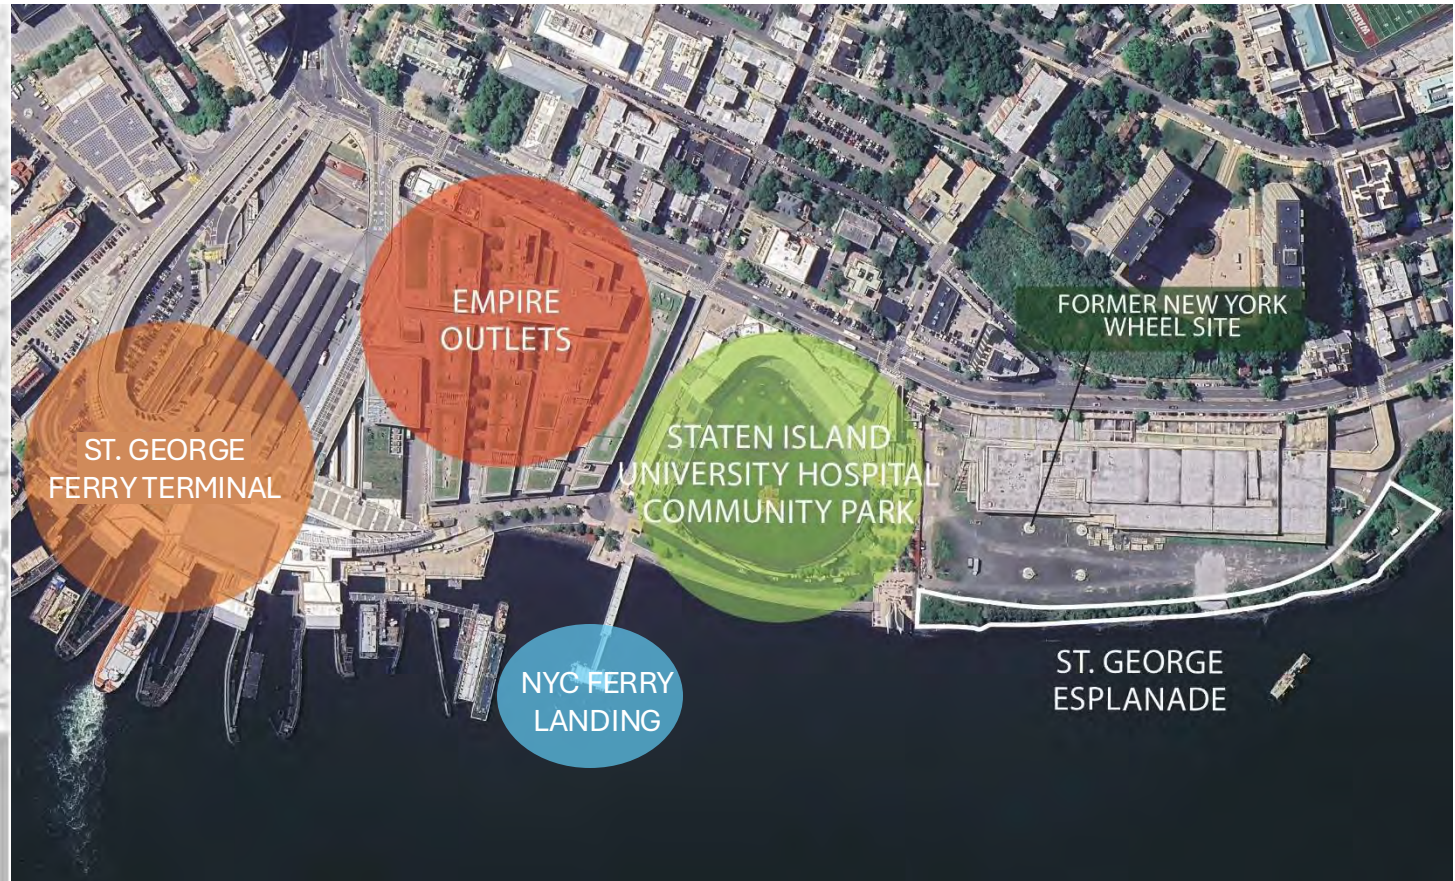 EMPIRE
OUTLETS
FORMER NEW YORK
WHEEL SITE
ST. GEORGE
FERRY TERMINAL
STATEN ISLAND
UNIVERSITY HOSPITAL
COMMUNITY PARK
NYC FERRY
LANDING
ST. GEORGE
ESPLANADE